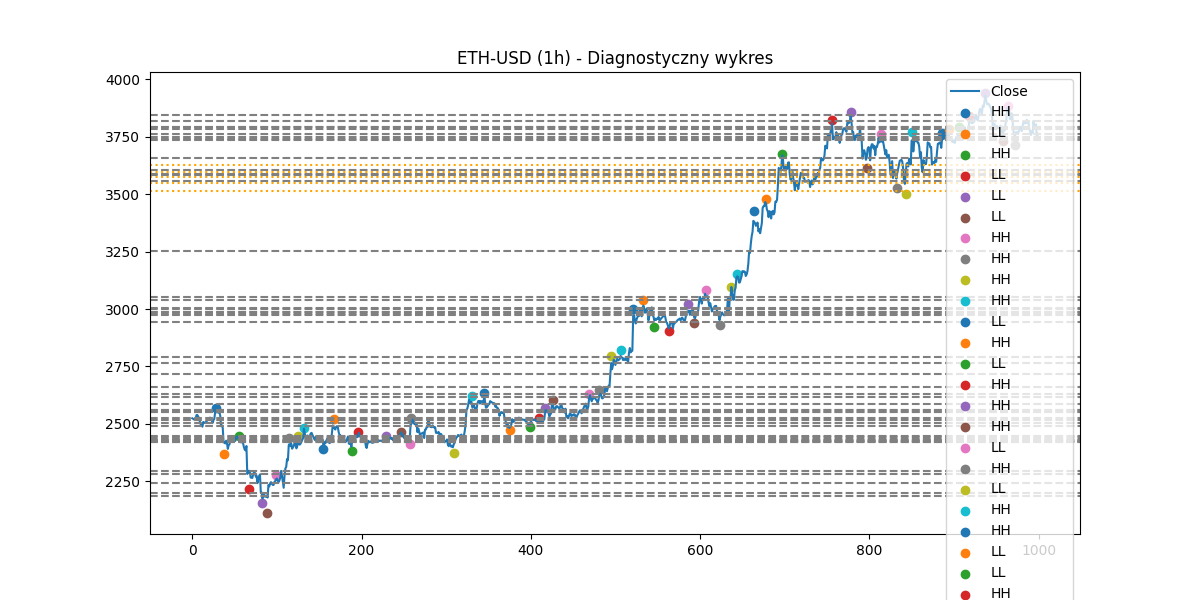 ETH-USD (1h) - Diagnostyczny wykres
4000
3750
3500
3250
3000
2750
2500
2250
0
200
400
600
800
1000
Close
HH
LL
HH
LL
LL
LL
HH
HH
HH
HH
LL
HH
LL
HH
HH
HH
LL
HH
LL
HH
HH
LL
LL
HH